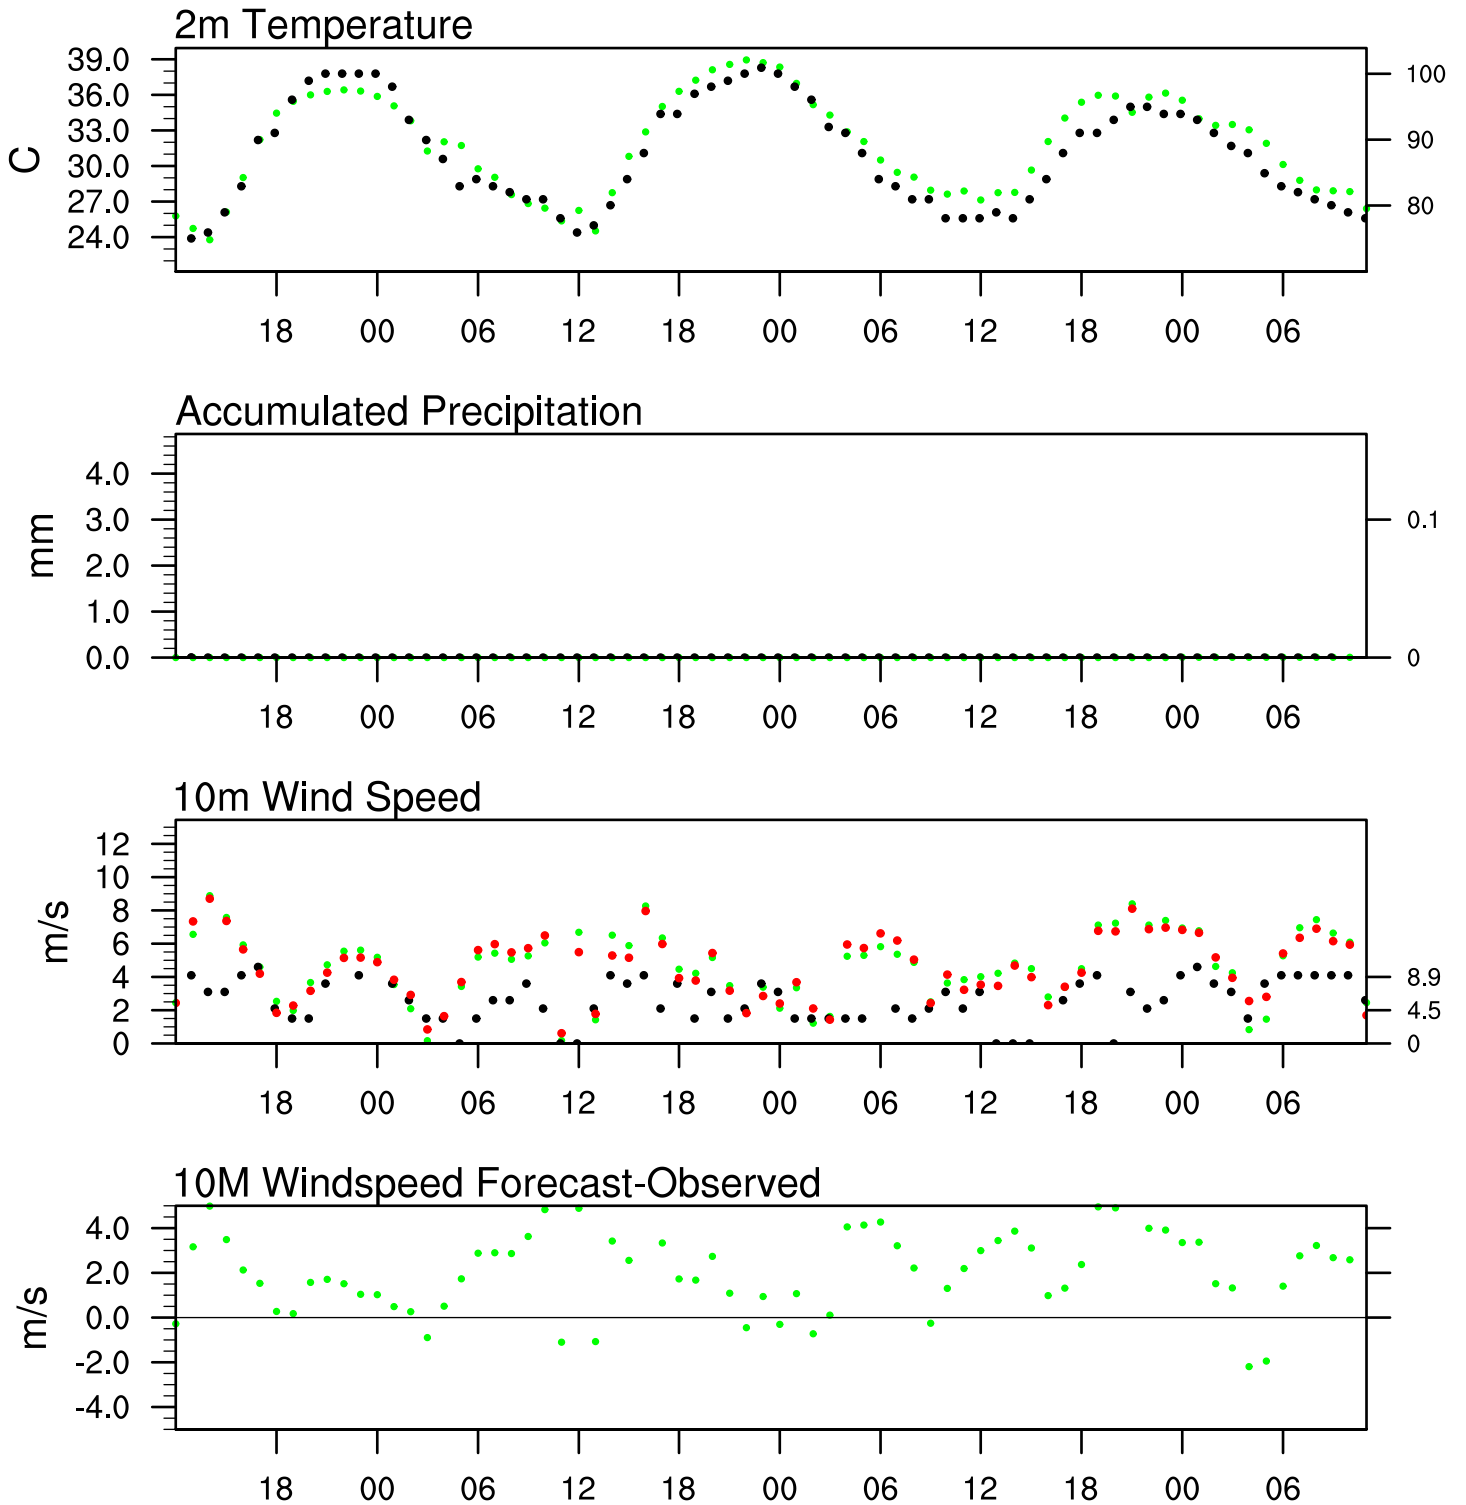 2m Temperature
39.0
36.0
33.0
30.0
27.0
24.0
C
100
90
80
18 00 06 12 18 00 06 12 18 00 06
Accumulated Precipitation
4.0
3.0
2.0
1.0
0.0
mm
0.1
0
18 00 06 12 18 00 06 12 18 00 06
10m Wind Speed
12
10
8
6
4
2
0
m/s
8.9
4.5
0
18 00 06 12 18 00 06 12 18 00 06
10M Windspeed Forecast-Observed
4.0
2.0
0.0
-2.0
-4.0
m/s
18 00 06 12 18 00 06 12 18 00 06